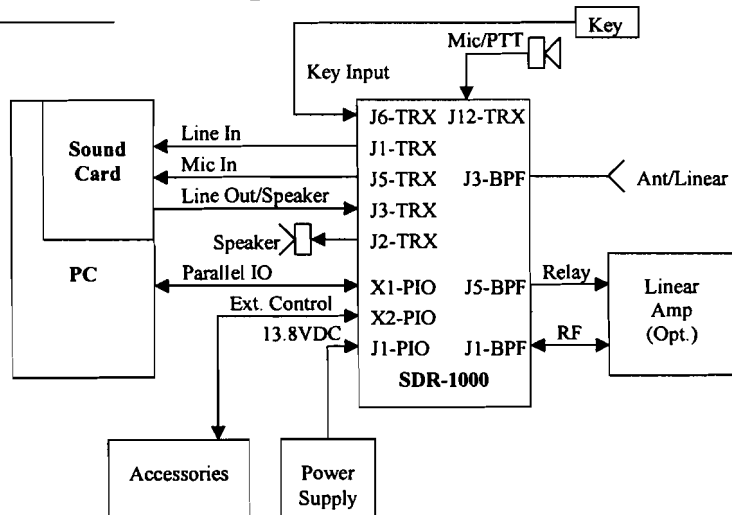 Key
Mic/PTT
Key Input
J6-TRX J12-TRX
Line In
J1-TRX
Sound
Card
Mic In
J5-TRX
J3-BPF
Ant/Linear
Line Out/Speaker
J3-TRX
Speaker
J2-TRX
PC
Parallel IO
X1-PIO
J5-BPF
Relay
Linear
Amp
(Opt.)
Ext. Control
X2-PIO
13.8VDC
J1-PIO
J1-BPF
RF
SDR-1000
Accessories
Power
Supply